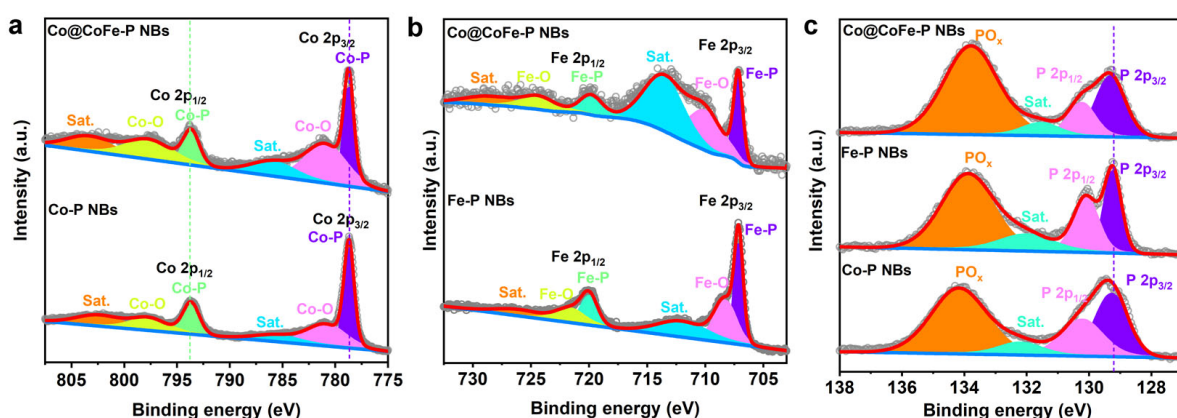 a
Co@CoFe-P NBs
Co 2p3/2
Co-P
Co 2p1/2
Co-P
Sat.
Co-O
Co-O
Sat.
Co-P NBs
Co 2p3/2
Co-P
Co 2p1/2
Co-P
Sat.
Co-O
Co-O
Sat.
Intensity (a.u.)
805 800 795 790 785 780 775
Binding energy (eV)
b
Co@CoFe-P NBs
Fe 2p3/2
Fe-P
Fe 2p1/2
Sat.
Sat.
Fe-O
Fe-P
Fe-O
Fe-P NBs
Fe 2p3/2
Fe-P
Fe 2p1/2
Fe-P
Sat.
Fe-O
Sat.
Fe-O
Intensity (a.u.)
730 725 720 715 710 705
Binding energy (eV)
c
Co@CoFe-P NBs
POx
P 2p1/2
P 2p3/2
Sat.
Fe-P NBs
POx
P 2p1/2
P 2p3/2
Sat.
Co-P NBs
POx
P 2p1/2
P 2p3/2
Sat.
Intensity (a.u.)
138 136 134 132 130 128
Binding energy (eV)